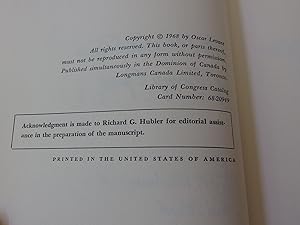 Copyright © 1968 by Oscar Levant
All rights reserved. This book, or parts thereof,
must not be reproduced in any form without permission.
Published simultaneously in the Dominion of Canada by
Longmans Canada Limited, Toronto.
Library of Congress Catalog
Card Number: 68-20949
Acknowledgment is made to Richard G. Hubler for editorial assist-
ance in the preparation of the manuscript.
PRINTED IN THE UNITED STATES OF AMERICA